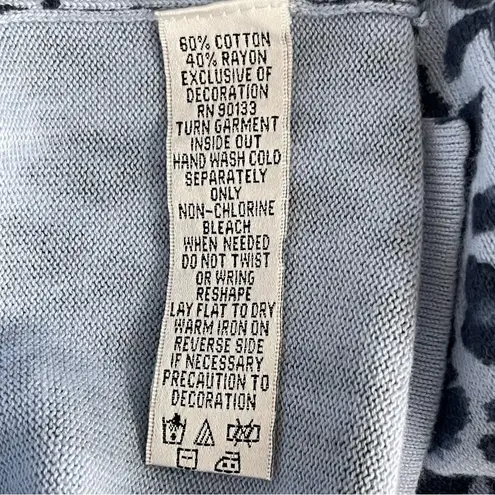 60% COTTON
40% RAYON
EXCLUSIVE OF
DECORATION
RN 90133
TURN GARMENT
INSIDE OUT
HAND WASH COLD
SEPARATELY
ONLY
NON-CHLORINE
BLEACH
WHEN NEEDED
DO NOT TWIST
OR WRING
RESHAPE
LAY FLAT TO DRY
WARM IRON ON
REVERSE SIDE
IF NECESSARY
PRECAUTION TO
DECORATION